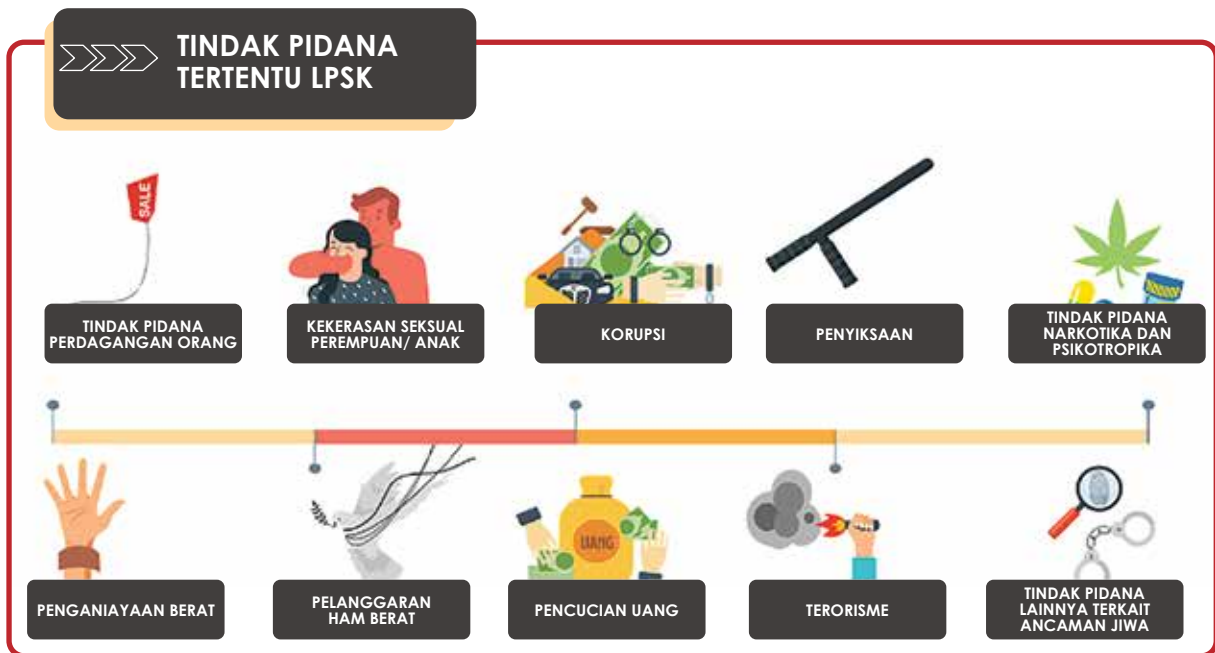 TINDAK PIDANA
TERTENTU LPSK
SALE
TINDAK PIDANA
PERDAGANGAN ORANG
KEKERASAN SEKSUAL
PEREMPUAN/ ANAK
KORUPSI
PENYIKSAAN
TINDAK PIDANA
NARKOTIKA DAN
PSIKOTROPIKA
PENGANIAYAAN BERAT
PELANGGARAN
HAM BERAT
UANG
PENCUCIAN UANG
TERORISME
TINDAK PIDANA
LAINNYA TERKAIT
ANCAMAN JIWA